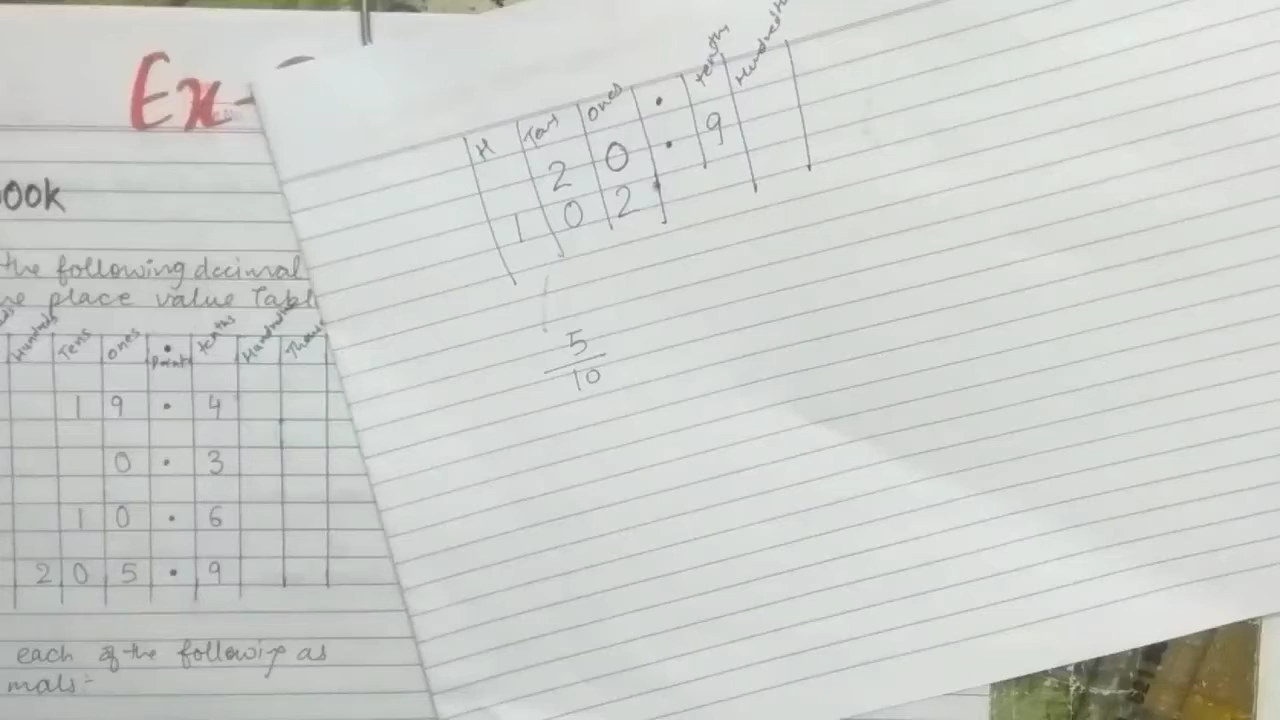 Ex-
ook
the following decimal
ne place value Tabl
Hundreds Tens ones • Point tenths
1 9 . 4
0 . 3
1 0 . 6
2 0 5 . 9
each of the following as
mals:-
H Tens ones • tenths
2 0 . 9
1 0 2 .
5
10